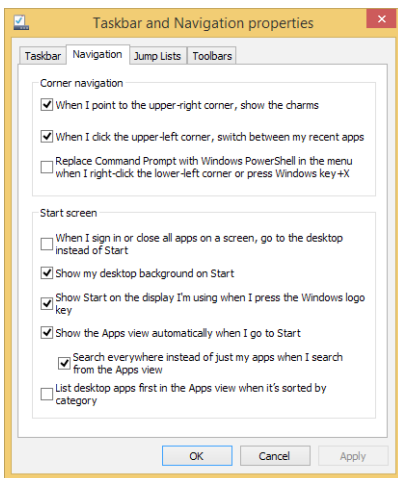 Taskbar and Navigation properties
Taskbar Navigation Jump Lists Toolbars
Corner navigation
When I point to the upper-right corner, show the charms
When I click the upper-left corner, switch between my recent apps
Replace Command Prompt with Windows PowerShell in the menu
when I right-click the lower-left corner or press Windows key+X
Start screen
When I sign in or close all apps on a screen, go to the desktop
instead of Start
Show my desktop background on Start
Show Start on the display I'm using when I press the Windows logo
key
Show the Apps view automatically when I go to Start
Search everywhere instead of just my apps when I search
from the Apps view
List desktop apps first in the Apps view when it's sorted by
category
OK Cancel Apply